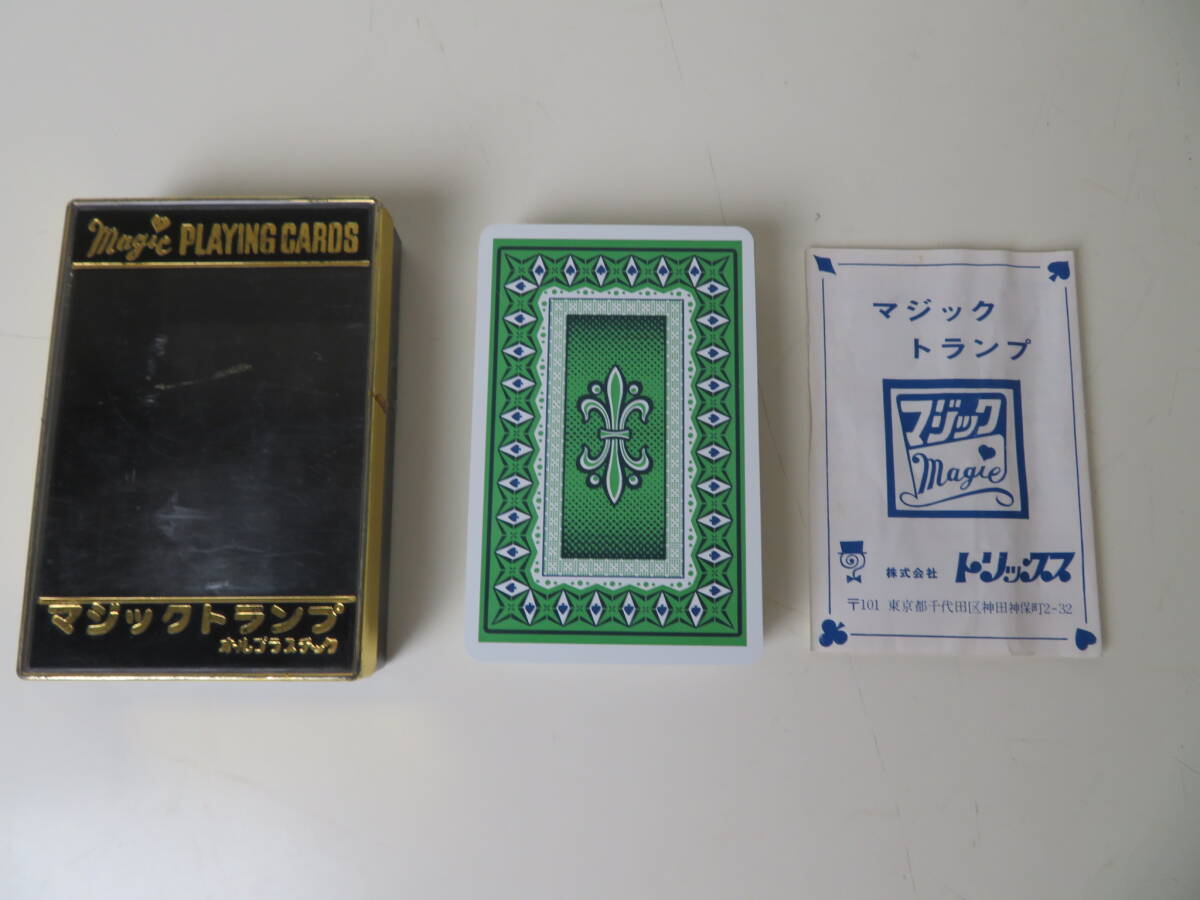 Magic PLAYING CARDS
マジックトランプ
オールプラスチック
マジック
トランプ
マジック
Magic
株式会社 トリックス
〒101 東京都千代田区神田神保町2-32